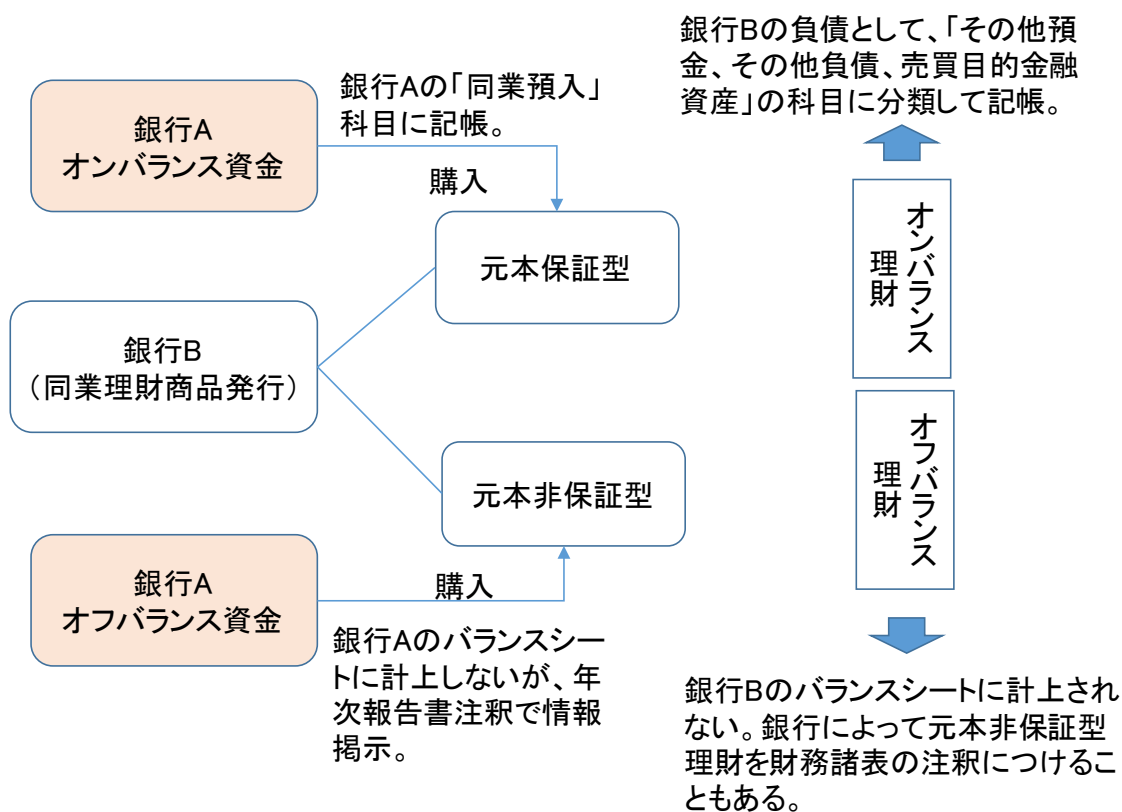 銀行Bの負債として、「その他預
金、その他負債、売買目的金融
資産」の科目に分類して記帳。
銀行Aの「同業預入」
科目に記帳。
銀行A
オンバランス資金
購入
オンバランス
理財
元本保証型
銀行B
（同業理財商品発行）
オフバランス
理財
元本非保証型
銀行A
オフバランス資金
購入
銀行Aのバランスシー
トに計上しないが、年
次報告書注釈で情報
掲示。
銀行Bのバランスシートに計上され
ない。銀行によって元本非保証型
理財を財務諸表の注釈につけるこ
ともある。